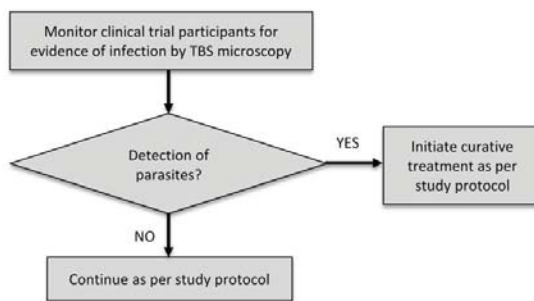 Monitor clinical trial participants for
evidence of infection by TBS microscopy
Detection of
parasites?
YES
Initiate curative
treatment as per
study protocol
NO
Continue as per study protocol